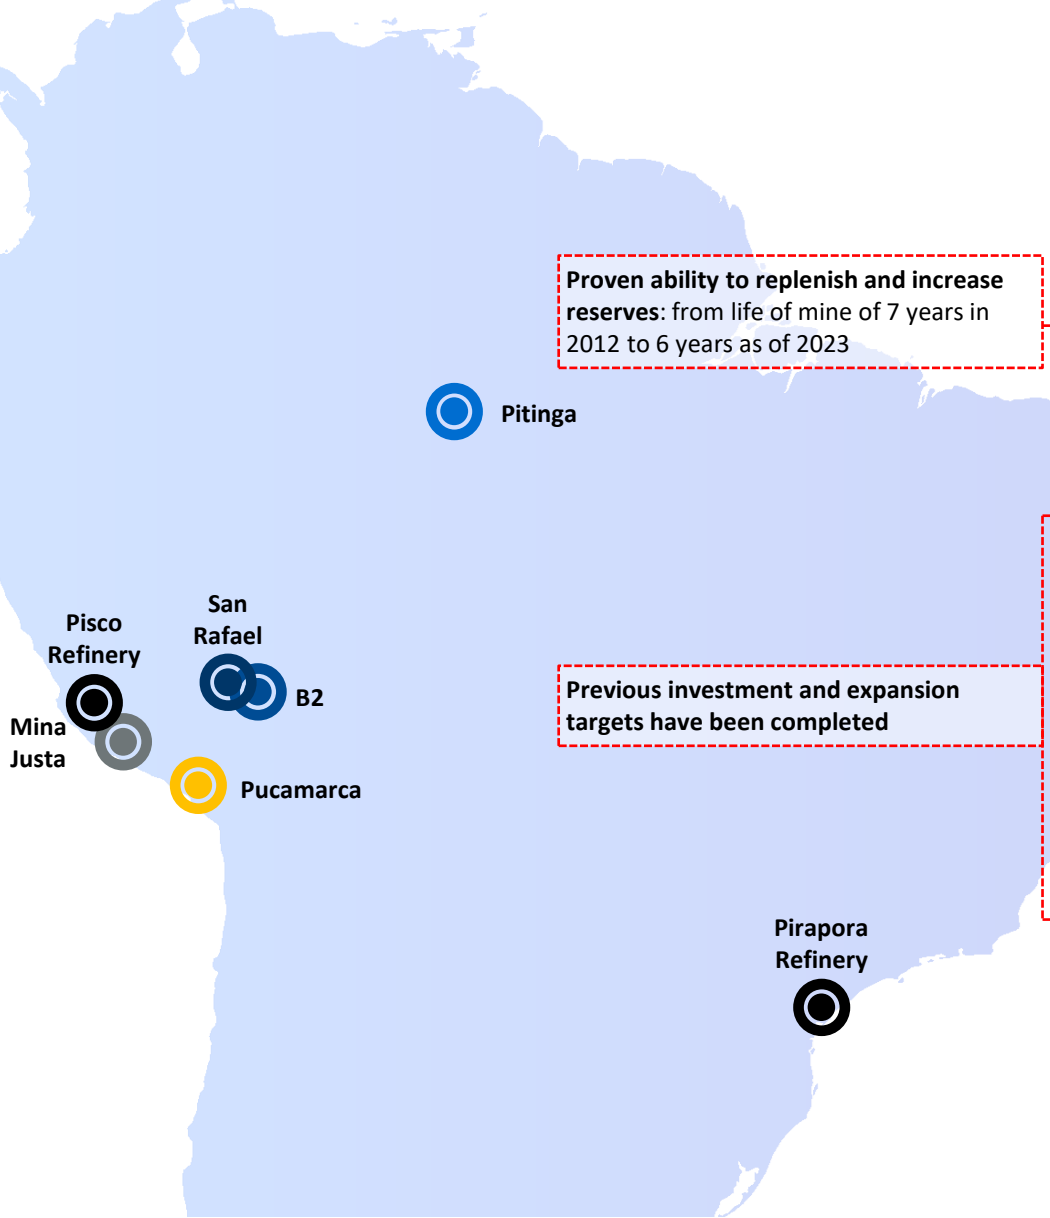 Proven ability to replenish and increase
reserves: from life of mine of 7 years in
2012 to 6 years as of 2023
Pitinga
San
Rafael
Pisco
Refinery
B2
Mina
Justa
Pucamarca
Previous investment and expansion
targets have been completed
Pirapora
Refinery